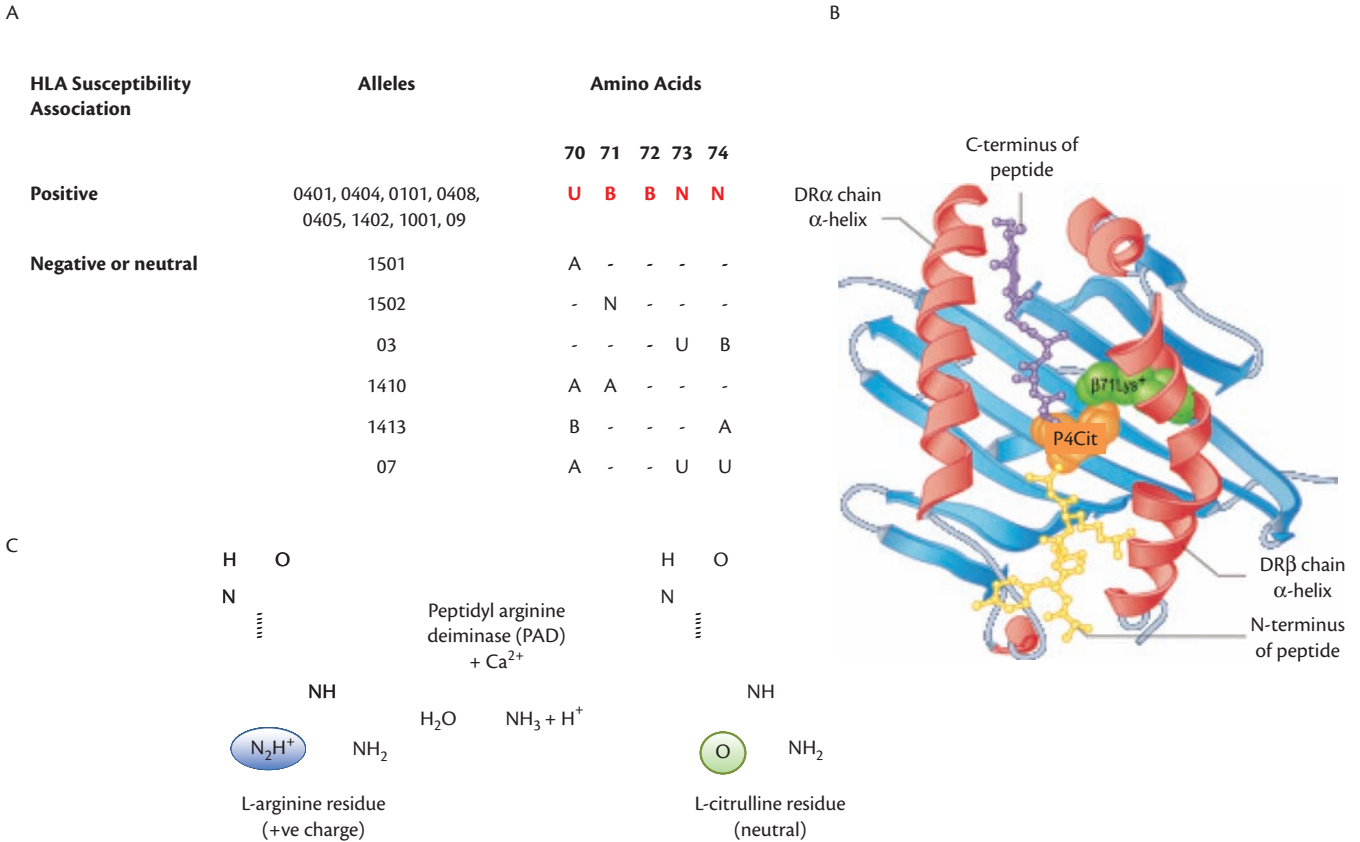 A
HLA Susceptibility Association Alleles Amino Acids
70 71 72 73 74
Positive 0401, 0404, 0101, 0408, U B B N N
0405, 1402, 1001, 09
Negative or neutral 1501 A - - - -
1502 - N - - -
03 - - - U B
1410 A A - - -
1413 B - - - A
07 A - - U U
B
C-terminus of
peptide
DRα chain
α-helix
β71Lys⁺
P4Cit
DRβ chain
α-helix
N-terminus
of peptide
C
H O
N
NH
N₂H⁺ NH₂
L-arginine residue
(+ve charge)
Peptidyl arginine
deiminase (PAD)
+ Ca²⁺
H₂O NH₃ + H⁺
H O
N
NH
O NH₂
L-citrulline residue
(neutral)